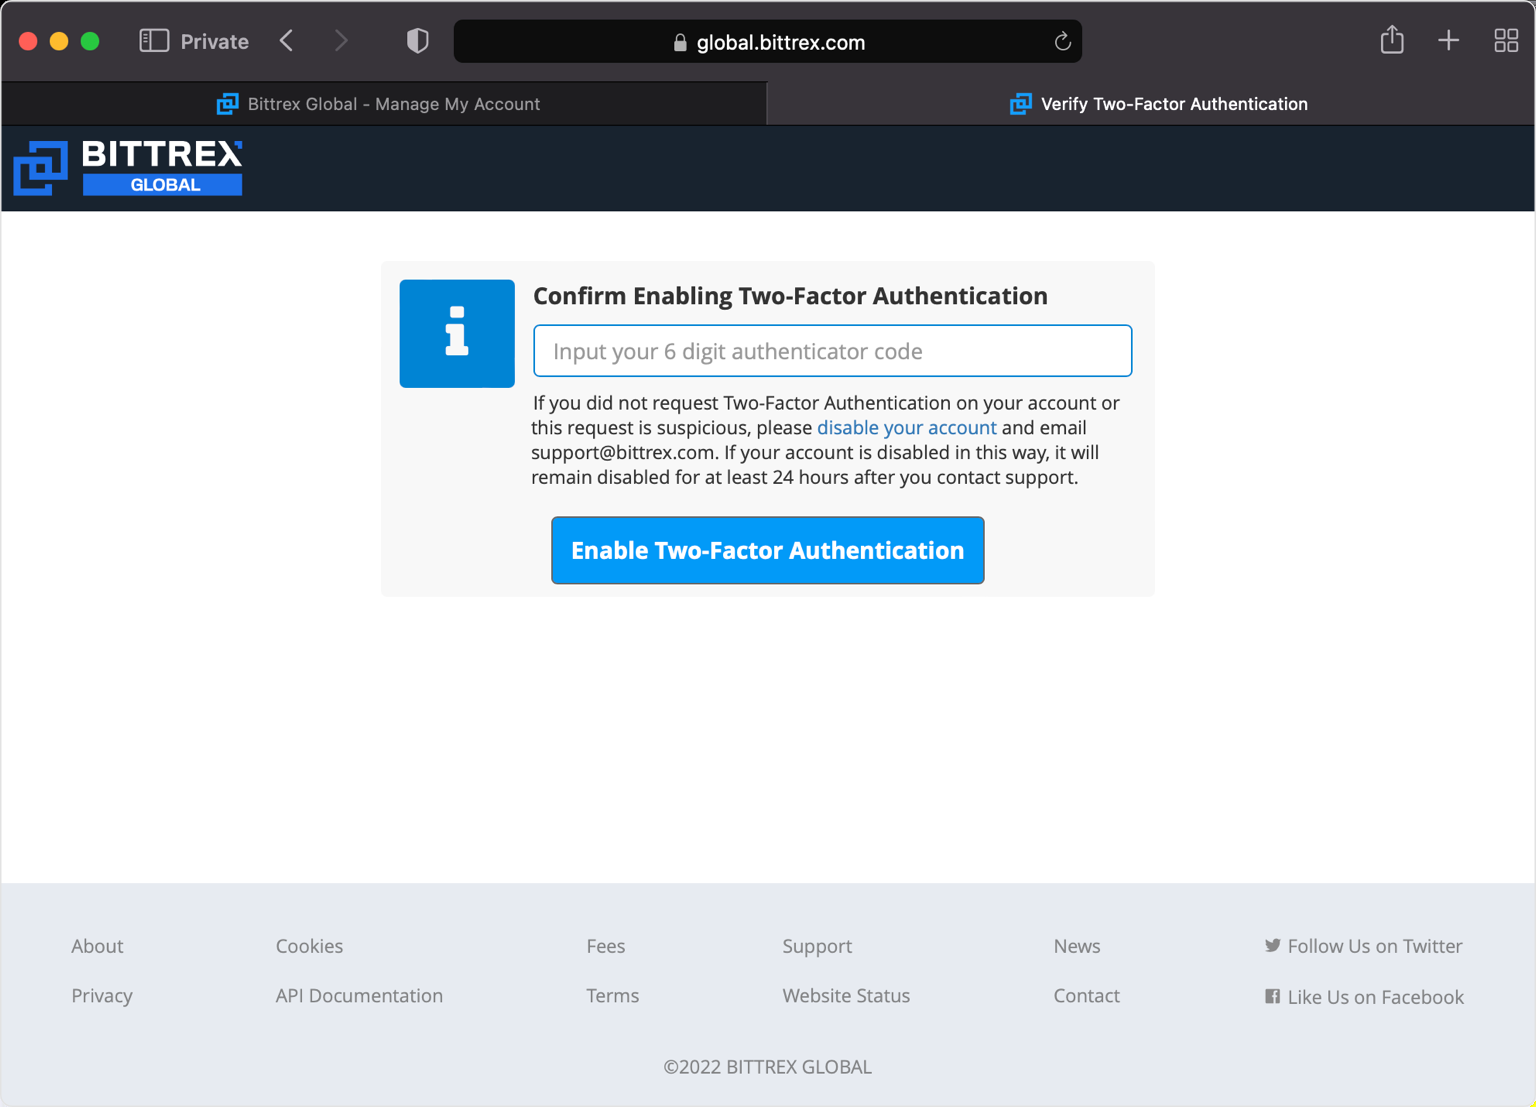 Private
global.bittrex.com
Bittrex Global - Manage My Account
Verify Two-Factor Authentication
BITTREX
GLOBAL
Confirm Enabling Two-Factor Authentication
Input your 6 digit authenticator code
If you did not request Two-Factor Authentication on your account or
this request is suspicious, please disable your account and email
support@bittrex.com. If your account is disabled in this way, it will
remain disabled for at least 24 hours after you contact support.
Enable Two-Factor Authentication
About Cookies Fees Support News Follow Us on Twitter
Privacy API Documentation Terms Website Status Contact Like Us on Facebook
©2022 BITTREX GLOBAL